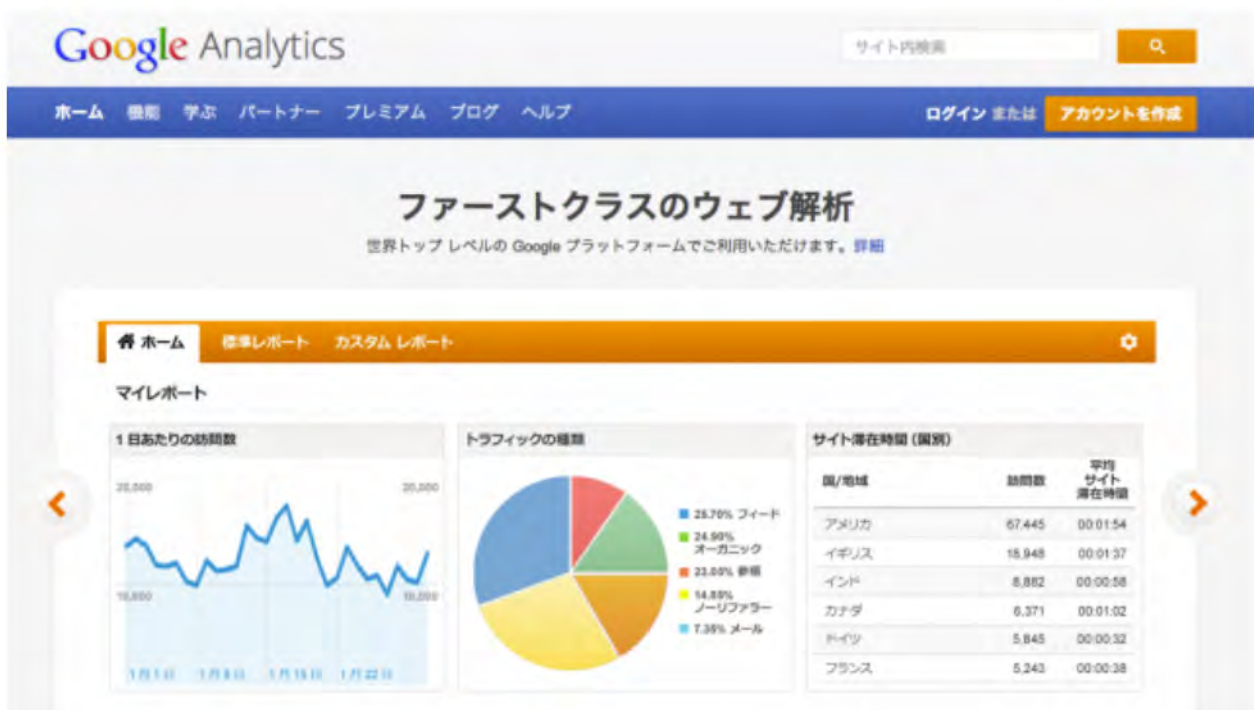 Google Analytics
サイト内検索
ホーム 機能 学ぶ パートナー プレミアム ブログ ヘルプ
ログイン または アカウントを作成
ファーストクラスのウェブ解析
世界トップ レベルの Google プラットフォームでご利用いただけます。詳細
ホーム 標準レポート カスタム レポート
マイレポート
1 日あたりの訪問数
20,000 20,000
10,000 10,000
1月1日 1月8日 1月15日 1月22日
トラフィックの種類
25.70% フィード
24.90%
オーガニック
23.00% 参照
14.80%
ノーリファラー
7.36% メール
サイト滞在時間 (国別)
国/地域 訪問数 平均
サイト
滞在時間
アメリカ 67,445 00:01:54
イギリス 18,948 00:01:37
インド 8,882 00:00:58
カナダ 6,371 00:01:02
ドイツ 5,845 00:00:32
フランス 5,243 00:00:38